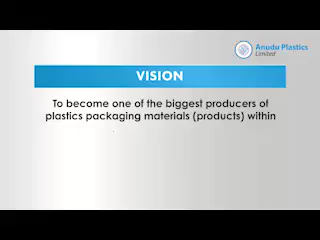 Anudu Plastics
Limited
VISION
To become one of the biggest producers of
plastics packaging materials (products) within